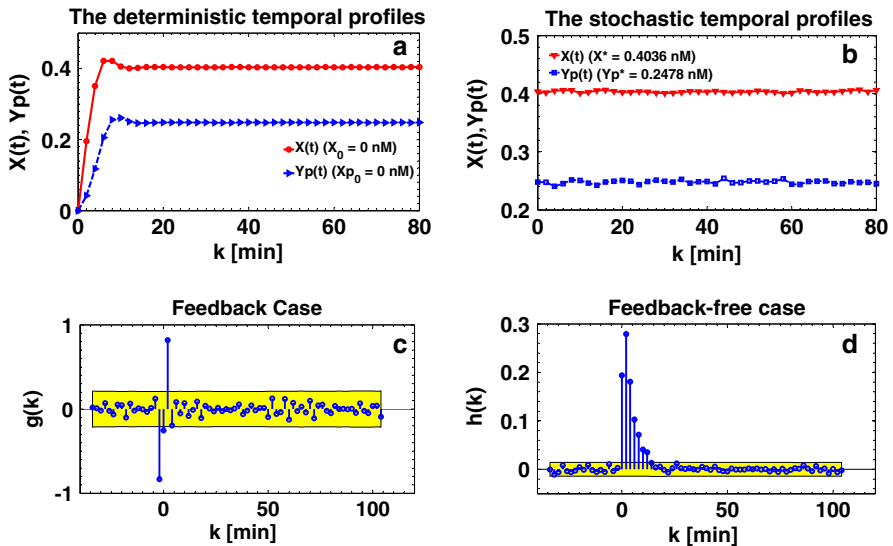 The deterministic temporal profiles
a
X(t), Yp(t)
0.4
0.2
0
0 20 40 60 80
k [min]
X(t) (X_0 = 0 nM)
Yp(t) (Xp_0 = 0 nM)
The stochastic temporal profiles
b
X(t),Yp(t)
0.5
0.4
0.3
0.2
0 20 40 60 80
k [min]
X(t) (X* = 0.4036 nM)
Yp(t) (Yp* = 0.2478 nM)
Feedback Case
c
g(k)
1
0
-1
0 50 100
k [min]
Feedback-free case
d
h(k)
0.3
0.2
0.1
0
0 50 100
k [min]